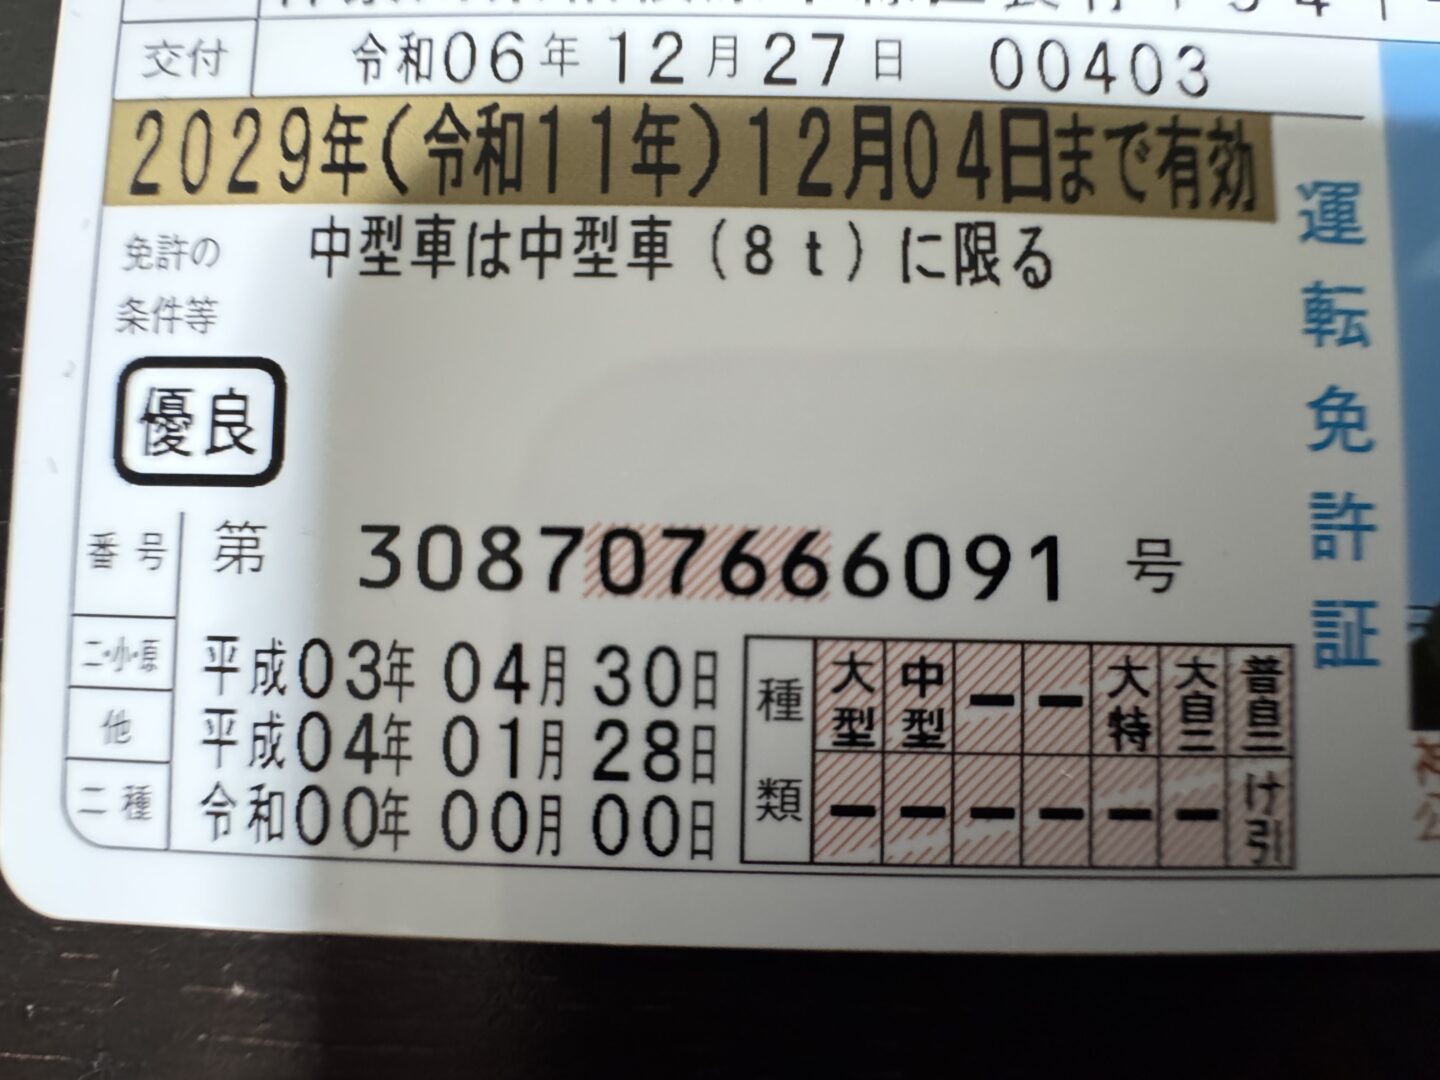 交付 令和06年12月27日 00403
2029年(令和11年)12月04日まで有効
免許の
条件等
中型車は中型車(8t)に限る
優良
番号 第 308707666091 号
二・小・原 平成03年04月30日
他 平成04年01月28日
二種 令和00年00月00日
種類
大型 中型 ー ー 大特 大自二 普自二
ー ー ー ー ー ー け引
運転免許証